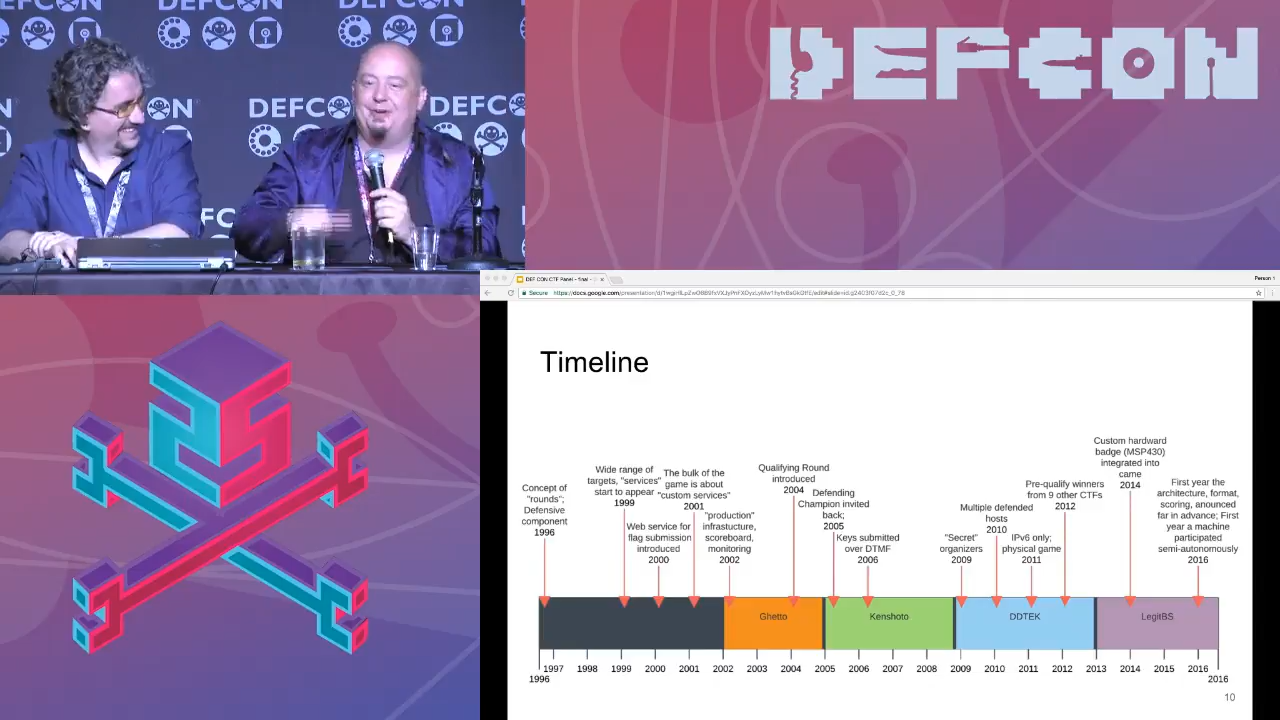 DEFCON
DEFCON
DEFCON
DEFCON
DEFCON
DEF CON CTF Panel - final -
Person 1
Secure
Timeline
Concept of
"rounds";
Defensive
component
1996
Wide range of
targets, "services"
start to appear
1999
Web service for
flag submission
introduced
2000
The bulk of the
game is about
"custom services"
2001
"production"
infrastucture,
scoreboard,
monitoring
2002
Qualifying Round
introduced
2004
Defending
Champion invited
back;
2005
Keys submitted
over DTMF
2006
"Secret"
organizers
2009
Multiple defended
hosts
2010
IPv6 only;
physical game
2011
Pre-qualify winners
from 9 other CTFs
2012
Custom hardward
badge (MSP430)
integrated into
came
2014
First year the
architecture, format,
scoring, anounced
far in advance; First
year a machine
participated
semi-autonomously
2016
Ghetto
Kenshoto
DDTEK
LegitBS
1997 1998 1999 2000 2001 2002 2003 2004 2005 2006 2007 2008 2009 2010 2011 2012 2013 2014 2015 2016
1996 2016
10